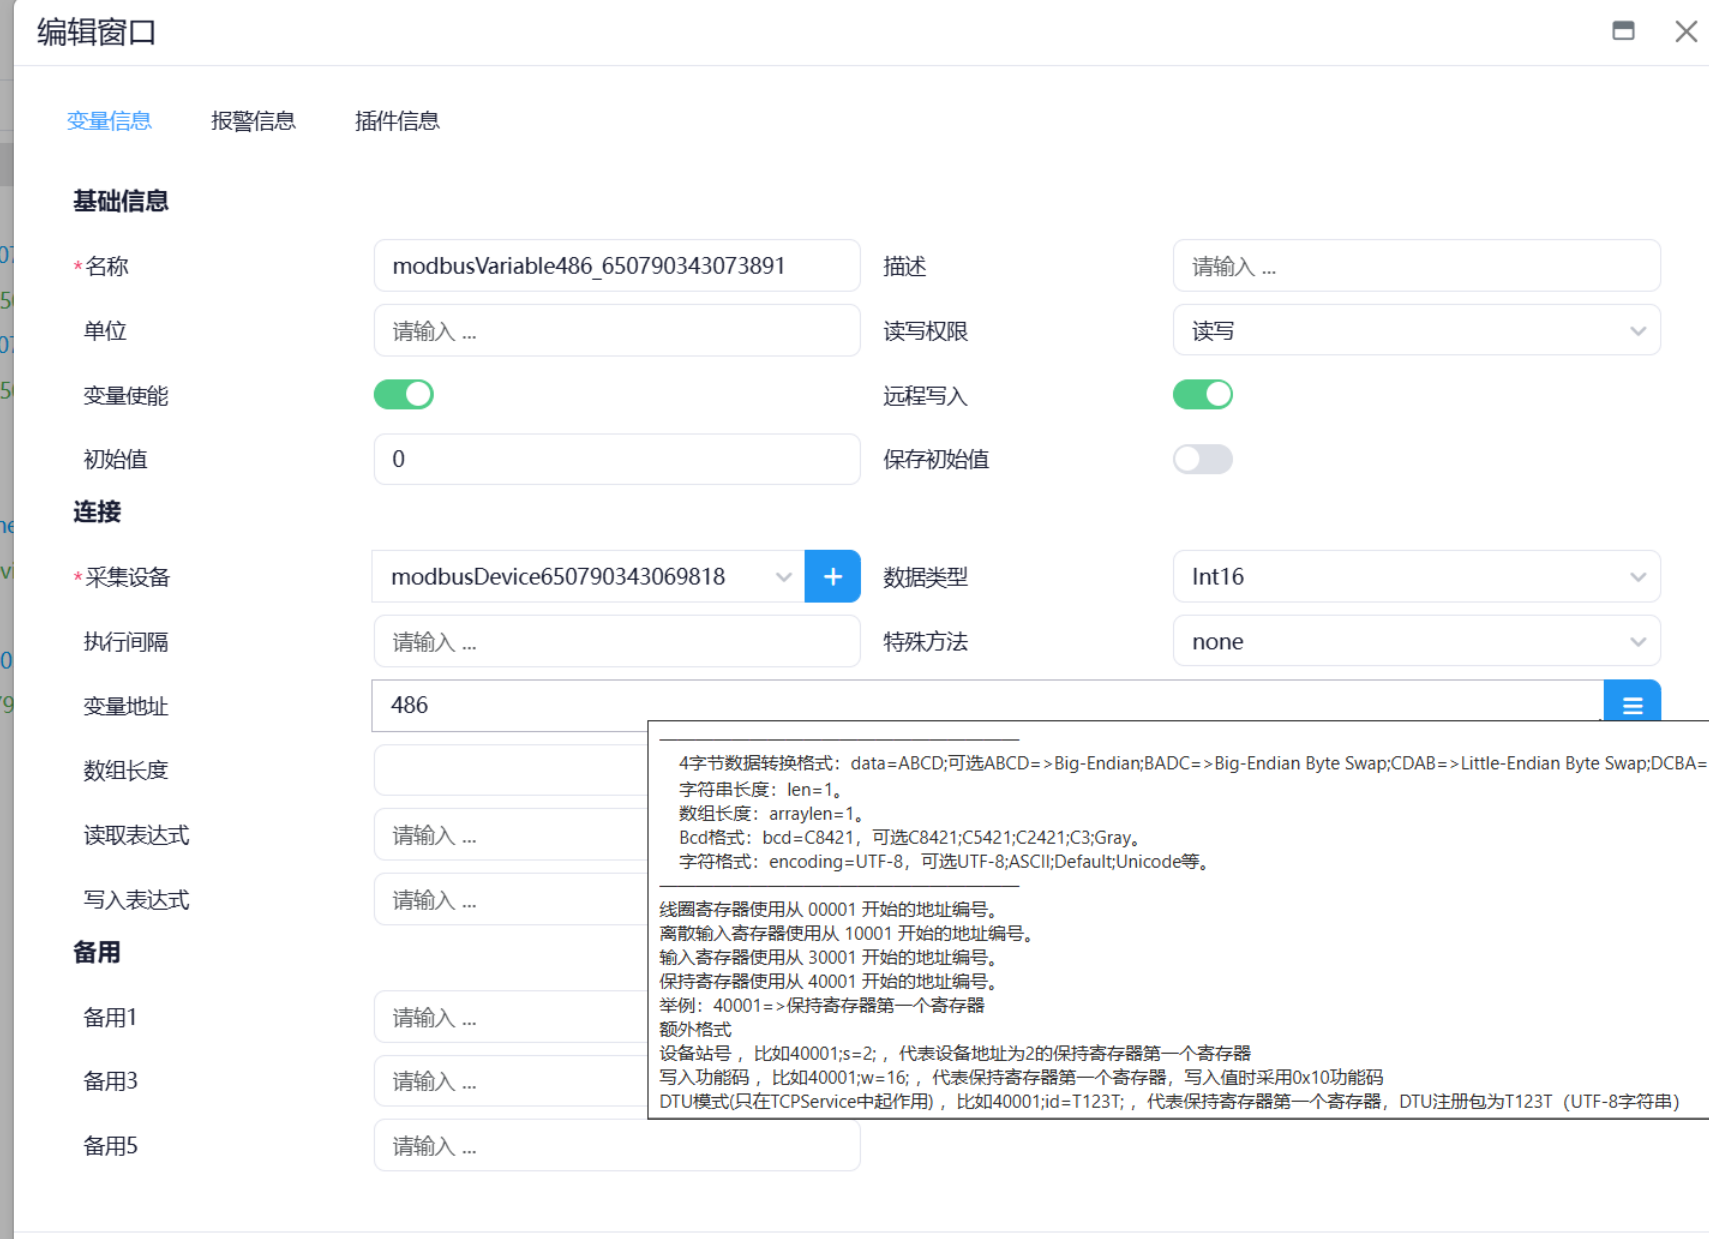 编辑窗口
变量信息 报警信息 插件信息
基础信息
*名称 modbusVariable486_650790343073891 描述 请输入 ...
单位 请输入 ... 读写权限 读写
变量使能 远程写入
初始值 0 保存初始值
连接
*采集设备 modbusDevice650790343069818 + 数据类型 Int16
执行间隔 请输入 ... 特殊方法 none
变量地址 486
数组长度
读取表达式 请输入 ...
写入表达式 请输入 ...
备用
备用1 请输入 ...
备用3 请输入 ...
备用5 请输入 ...
4字节数据转换格式：data=ABCD;可选ABCD=>Big-Endian;BADC=>Big-Endian Byte Swap;CDAB=>Little-Endian Byte Swap;DCBA=
字符串长度：len=1。
数组长度：arraylen=1。
Bcd格式：bcd=C8421，可选C8421;C5421;C2421;C3;Gray。
字符格式：encoding=UTF-8，可选UTF-8;ASCII;Default;Unicode等。
线圈寄存器使用从 00001 开始的地址编号。
离散输入寄存器使用从 10001 开始的地址编号。
输入寄存器使用从 30001 开始的地址编号。
保持寄存器使用从 40001 开始的地址编号。
举例：40001=>保持寄存器第一个寄存器
额外格式
设备站号 ，比如40001;s=2; ，代表设备地址为2的保持寄存器第一个寄存器
写入功能码 ，比如40001;w=16; ，代表保持寄存器第一个寄存器，写入值时采用0x10功能码
DTU模式(只在TCPService中起作用) ，比如40001;id=T123T; ，代表保持寄存器第一个寄存器，DTU注册包为T123T（UTF-8字符串）